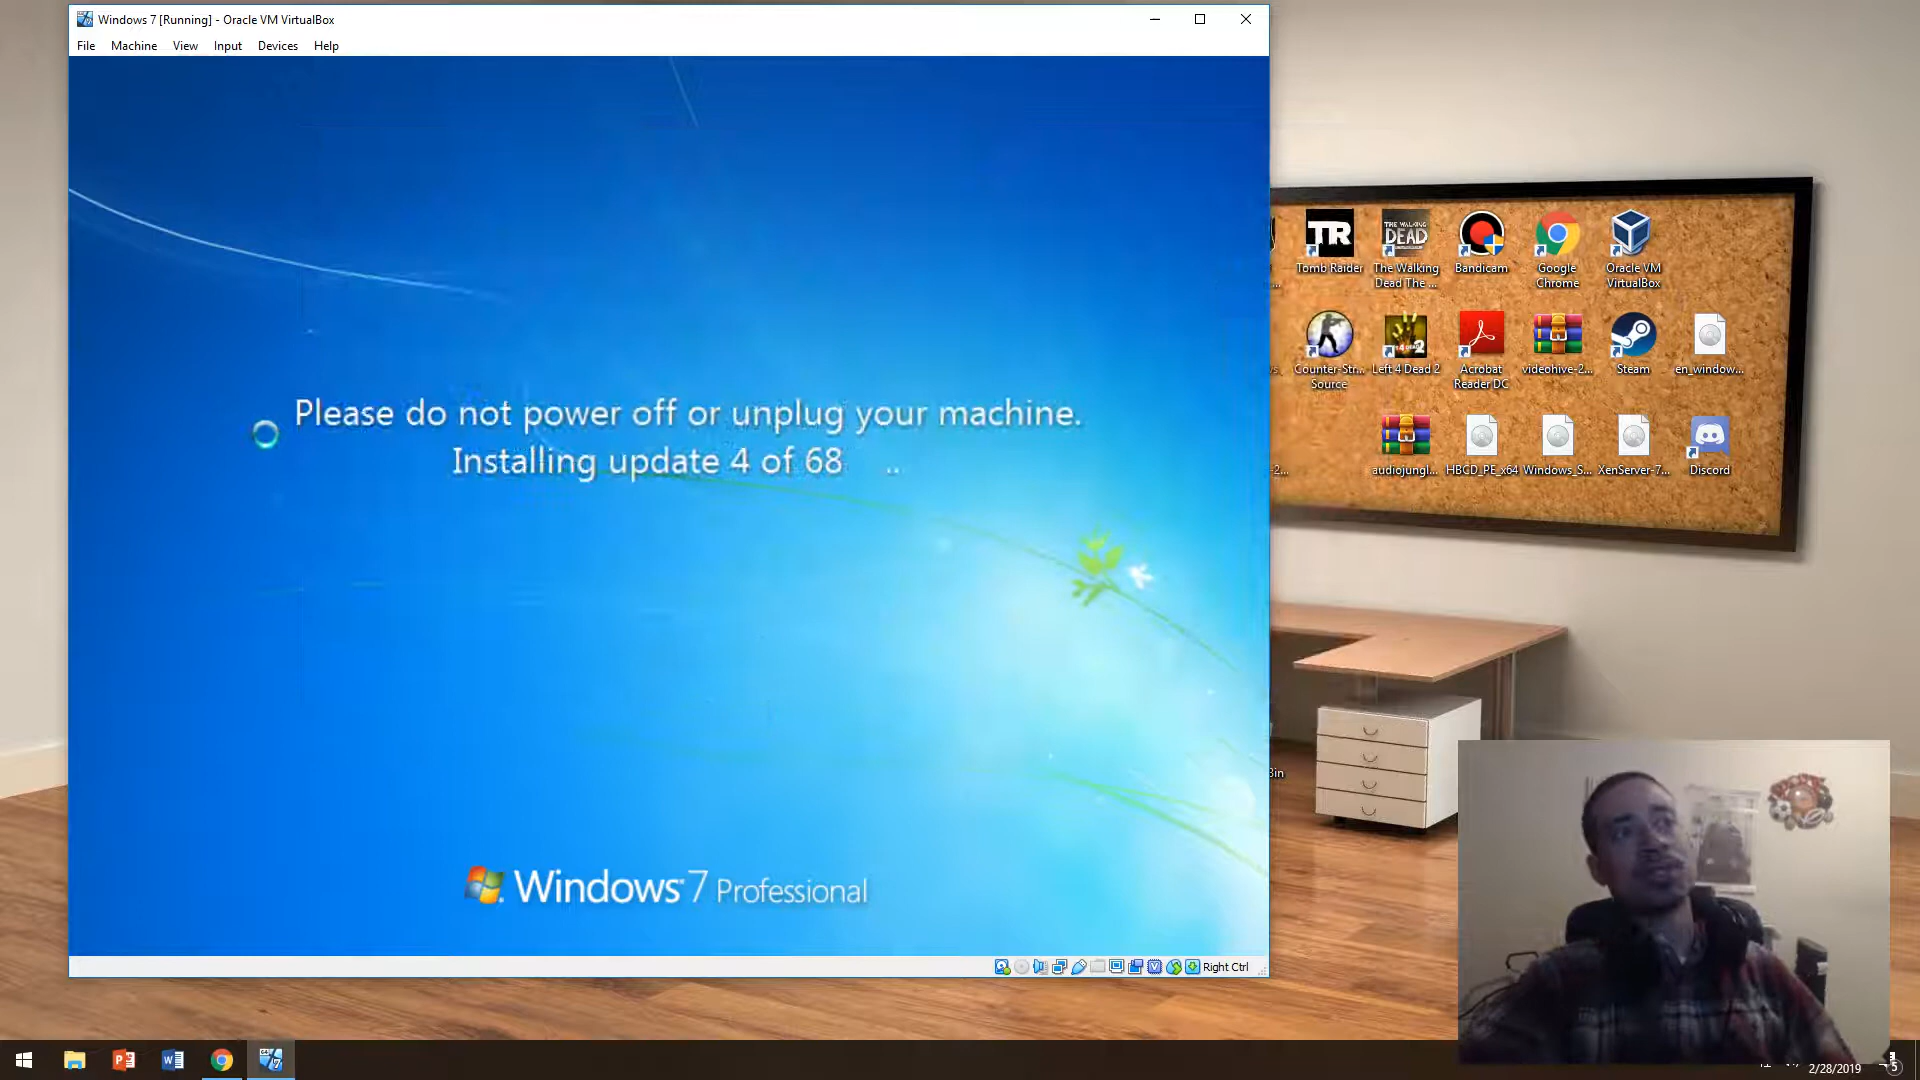 Windows 7 [Running] - Oracle VM VirtualBox
File Machine View Input Devices Help
Please do not power off or unplug your machine.
Installing update 4 of 68 ..
Windows 7 Professional
Right Ctrl
TR
Tomb Raider
THE WALKING
DEAD
The Walking
Dead The ...
Bandicam
Google
Chrome
Oracle VM
VirtualBox
Counter-Str...
Source
Left 4 Dead 2
Acrobat
Reader DC
videohive-2...
Steam
en_window...
audiojungl...
HBCD_PE_x64
Windows_S...
XenServer-7...
Discord
Bin
2/28/2019
5